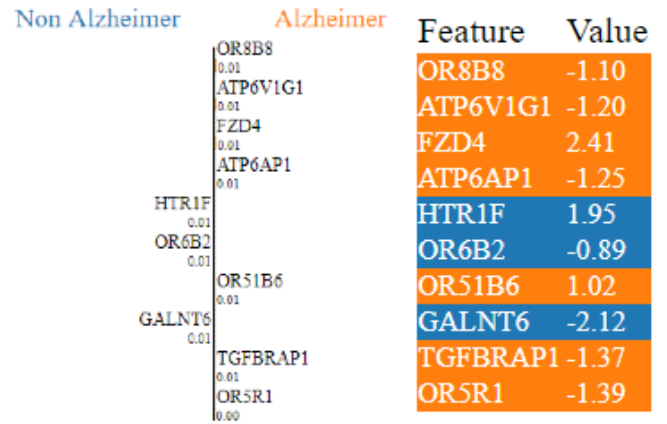 Non Alzheimer Alzheimer
OR8B8
0.01
ATP6V1G1
0.01
FZD4
0.01
ATP6AP1
0.01
HTR1F
0.01
OR6B2
0.01
OR51B6
0.01
GALNT6
0.01
TGFBRAP1
0.01
OR5R1
0.00
Feature Value
OR8B8 -1.10
ATP6V1G1 -1.20
FZD4 2.41
ATP6AP1 -1.25
HTR1F 1.95
OR6B2 -0.89
OR51B6 1.02
GALNT6 -2.12
TGFBRAP1 -1.37
OR5R1 -1.39